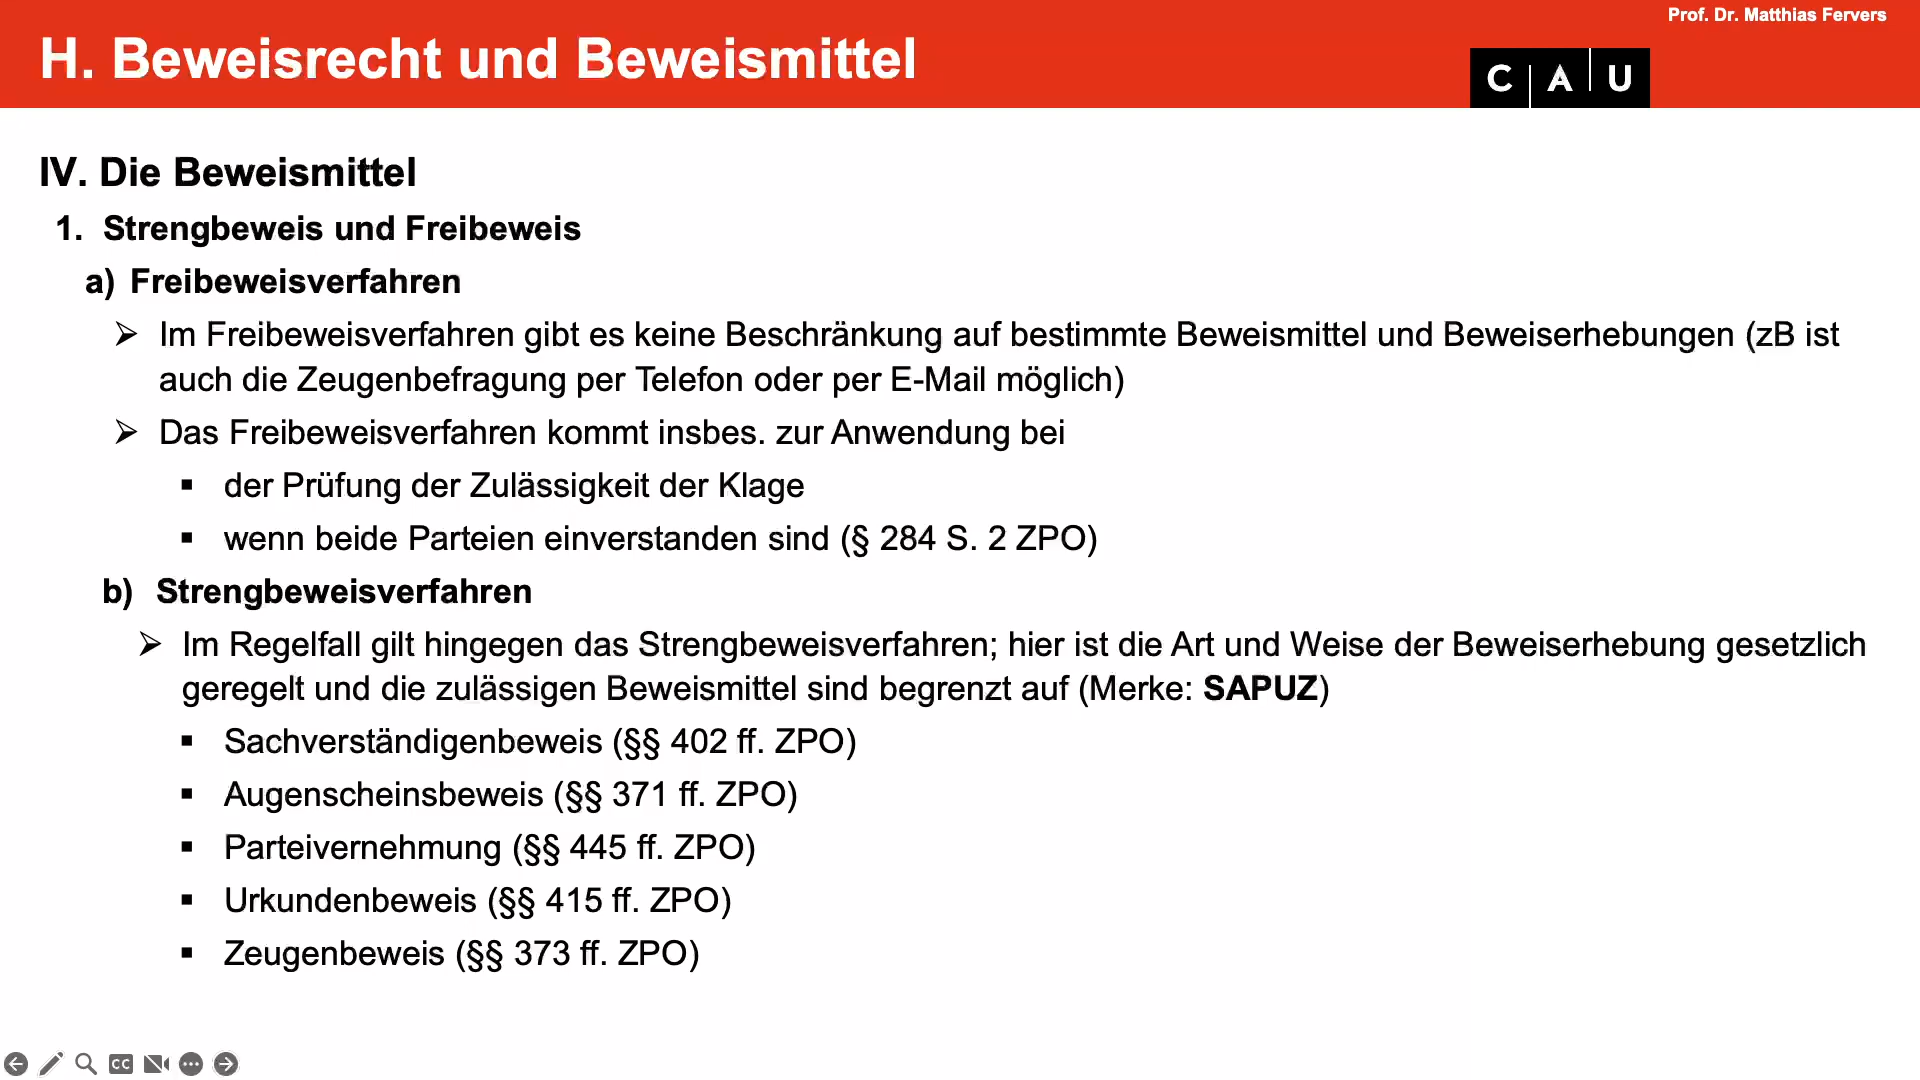 Prof. Dr. Matthias Fervers
H. Beweisrecht und Beweismittel
C A U
IV. Die Beweismittel
1. Strengbeweis und Freibeweis
a) Freibeweisverfahren
➢ Im Freibeweisverfahren gibt es keine Beschränkung auf bestimmte Beweismittel und Beweiserhebungen (zB ist
auch die Zeugenbefragung per Telefon oder per E-Mail möglich)
➢ Das Freibeweisverfahren kommt insbes. zur Anwendung bei
▪ der Prüfung der Zulässigkeit der Klage
▪ wenn beide Parteien einverstanden sind (§ 284 S. 2 ZPO)
b) Strengbeweisverfahren
➢ Im Regelfall gilt hingegen das Strengbeweisverfahren; hier ist die Art und Weise der Beweiserhebung gesetzlich
geregelt und die zulässigen Beweismittel sind begrenzt auf (Merke: SAPUZ)
▪ Sachverständigenbeweis (§§ 402 ff. ZPO)
▪ Augenscheinsbeweis (§§ 371 ff. ZPO)
▪ Parteivernehmung (§§ 445 ff. ZPO)
▪ Urkundenbeweis (§§ 415 ff. ZPO)
▪ Zeugenbeweis (§§ 373 ff. ZPO)
CC